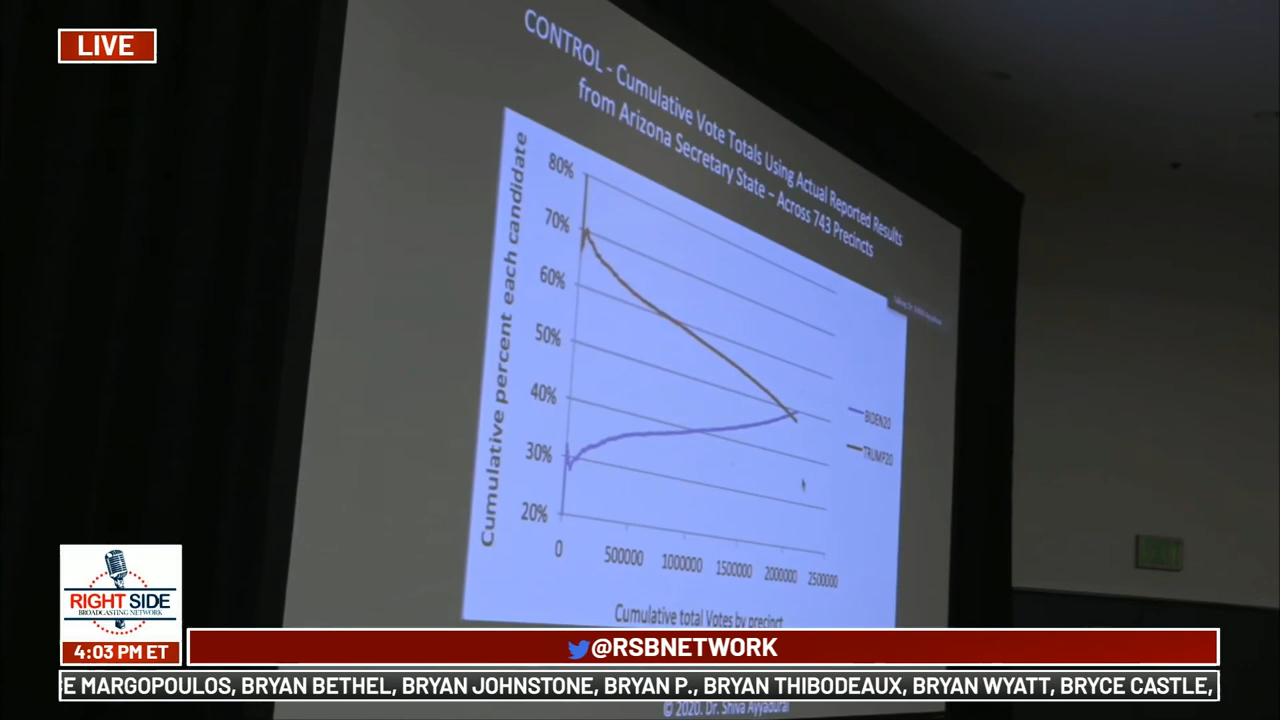 LIVE
CONTROL - Cumulative Vote Totals Using Actual Reported Results
from Arizona Secretary State – Across 743 Precincts
Cumulative percent each candidate
80%
70%
60%
50%
40%
30%
20%
0
500000
1000000
1500000
2000000
2500000
BIDEN20
TRUMP20
Cumulative total Votes by precinct
RIGHT SIDE
BROADCASTING NETWORK
4:03 PM ET
@RSBNETWORK
E MARGOPOULOS, BRYAN BETHEL, BRYAN JOHNSTONE, BRYAN P., BRYAN THIBODEAUX, BRYAN WYATT, BRYCE CASTLE,
© 2020. Dr. Shiva Ayyadurai